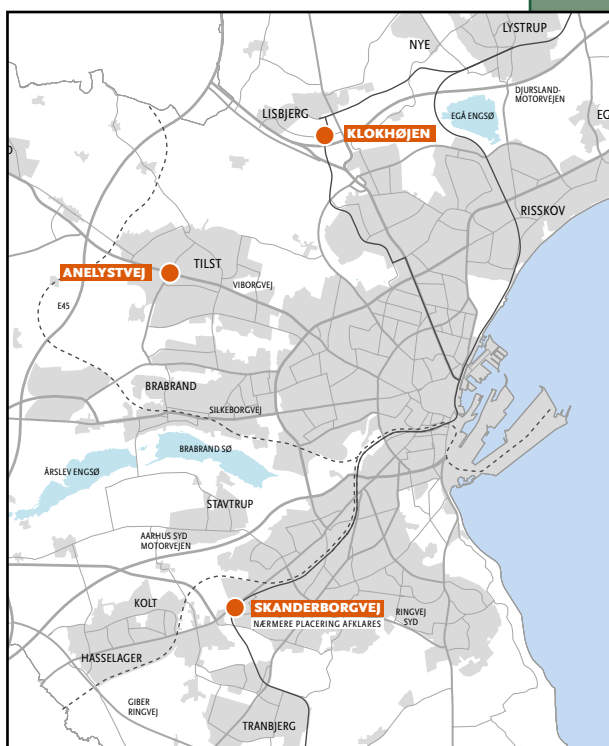 LYSTRUP
NYE
DJURSLAND-
MOTORVEJEN
LISBJERG
EGÅ ENGSØ
EG
KLOKHØJEN
RISSKOV
TILST
ANELYSTVEJ
VIBORGVEJ
E45
BRABRAND
SILKEBORGVEJ
BRABRAND SØ
ÅRSLEV ENGSØ
STAVTRUP
AARHUS SYD
MOTORVEJEN
KOLT
SKANDERBORGVEJ
NÆRMERE PLACERING AFKLARES
RINGVEJ
SYD
HASSELAGER
GIBER
RINGVEJ
TRANBJERG